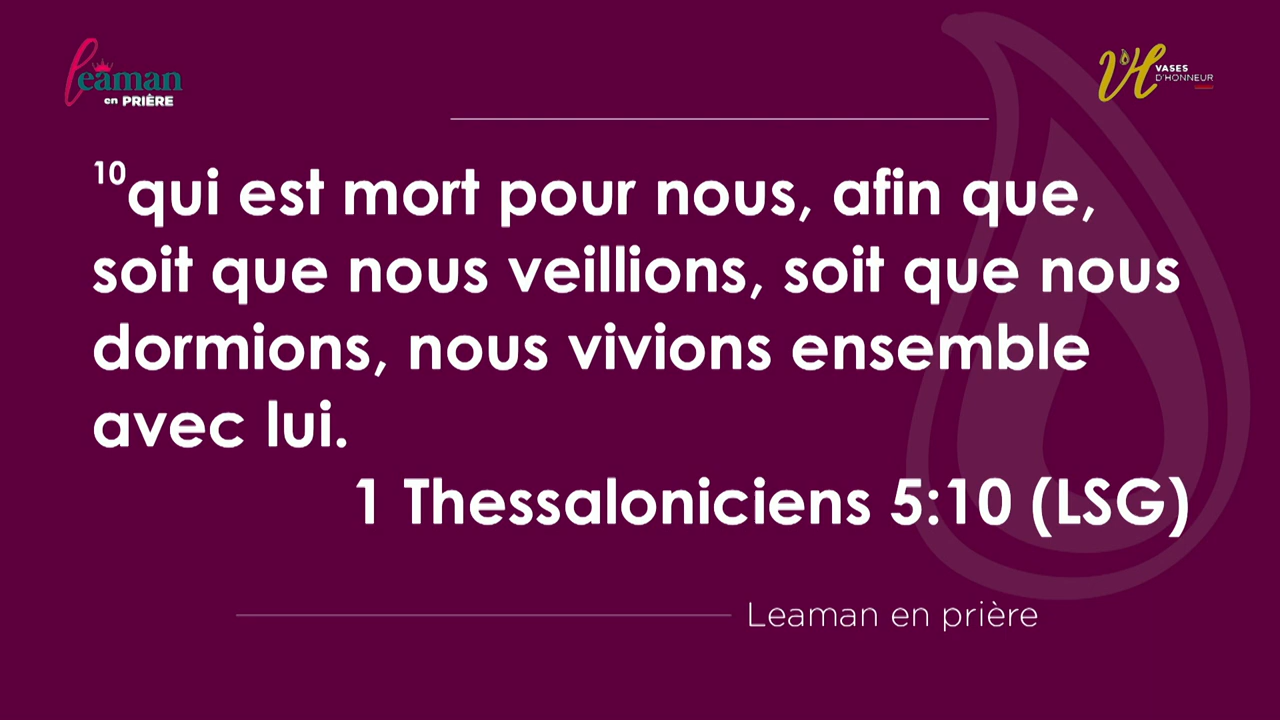 leaman
en PRIÈRE
VH VASES
D'HONNEUR
10qui est mort pour nous, afin que,
soit que nous veillions, soit que nous
dormions, nous vivions ensemble
avec lui.
1 Thessaloniciens 5:10 (LSG)
Leaman en prière